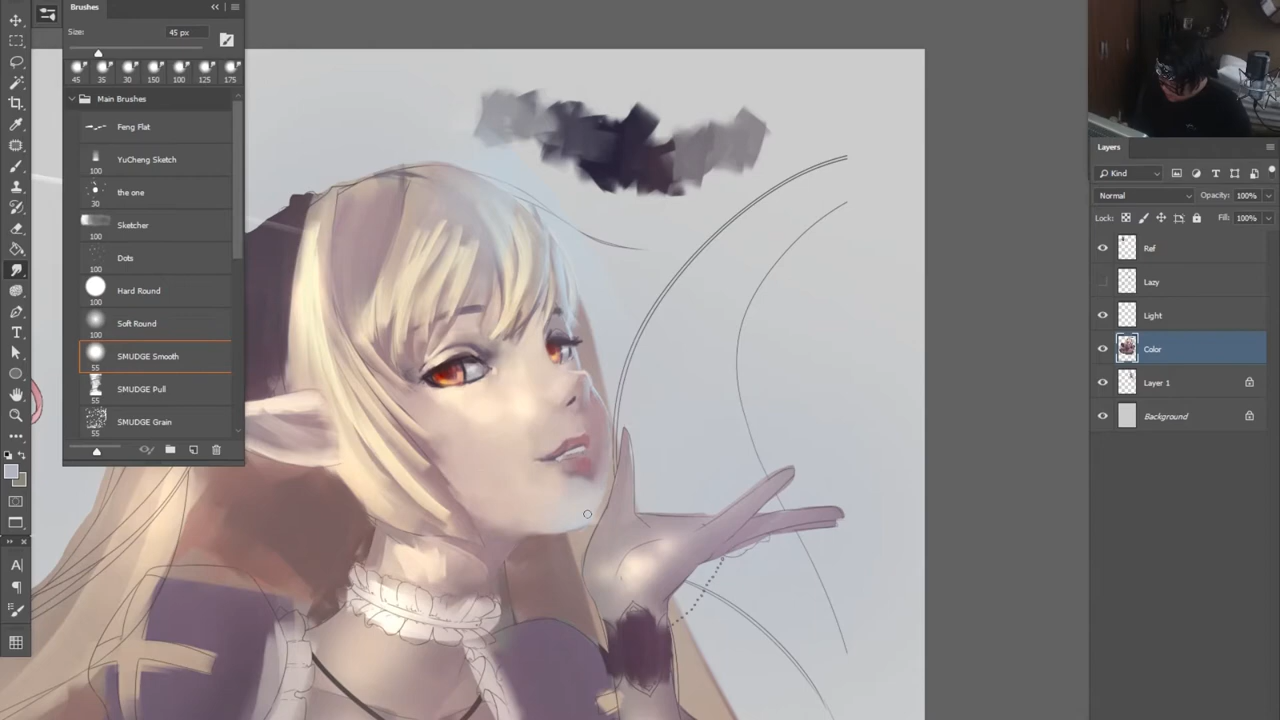 Brushes
Size: 45 px
45 35 30 150 100 125 175
Main Brushes
Feng Flat
YuCheng Sketch
100
the one
30
Sketcher
100
Dots
100
Hard Round
100
Soft Round
100
SMUDGE Smooth
55
SMUDGE Pull
55
SMUDGE Grain
55
Layers
Kind
Normal Opacity: 100%
Lock: Fill: 100%
Ref
Lazy
Light
Color
Layer 1
Background